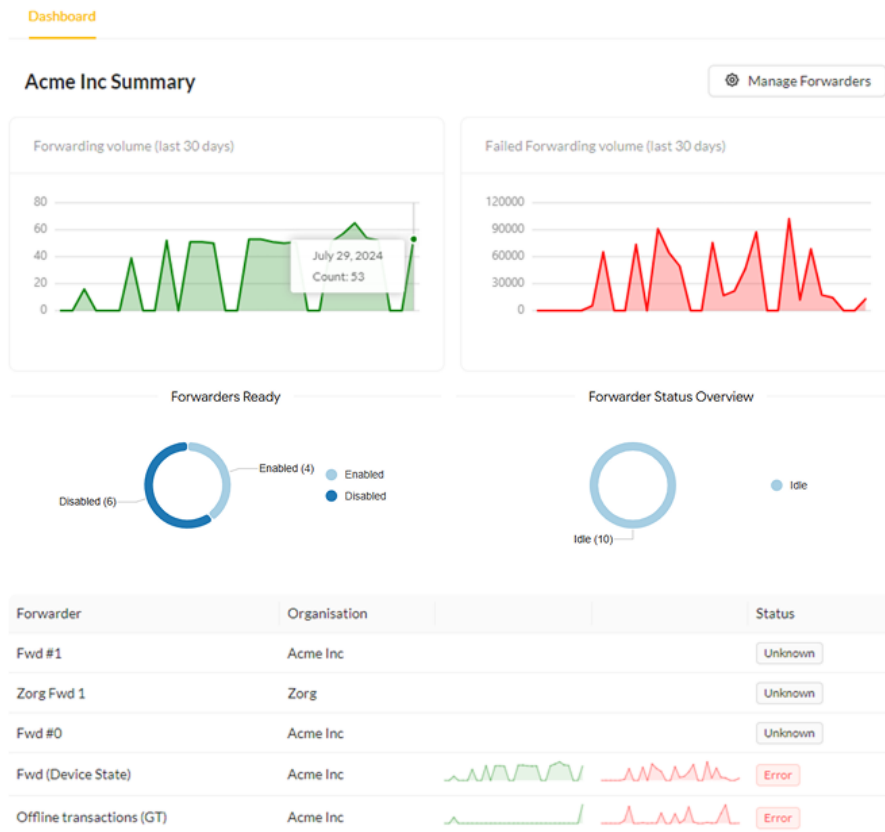 Dashboard
Acme Inc Summary
Manage Forwarders
Forwarding volume (last 30 days)
80
60
40
20
0
July 29, 2024
Count: 53
Failed Forwarding volume (last 30 days)
120000
90000
60000
30000
0
Forwarders Ready
Enabled (4)
Disabled (6)
Enabled
Disabled
Forwarder Status Overview
Idle (10)
Idle
Forwarder Organisation Status
Fwd #1 Acme Inc Unknown
Zorg Fwd 1 Zorg Unknown
Fwd #0 Acme Inc Unknown
Fwd (Device State) Acme Inc Error
Offline transactions (GT) Acme Inc Error